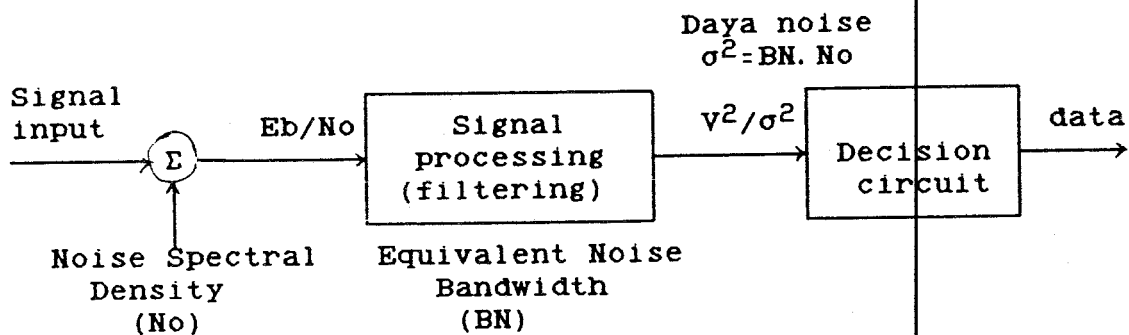 Daya noise
σ²=BN. No
Signal
input
Eb/No
Signal
processing
(filtering)
V²/σ²
Decision
circuit
data
Σ
Noise Spectral
Density
(No)
Equivalent Noise
Bandwidth
(BN)